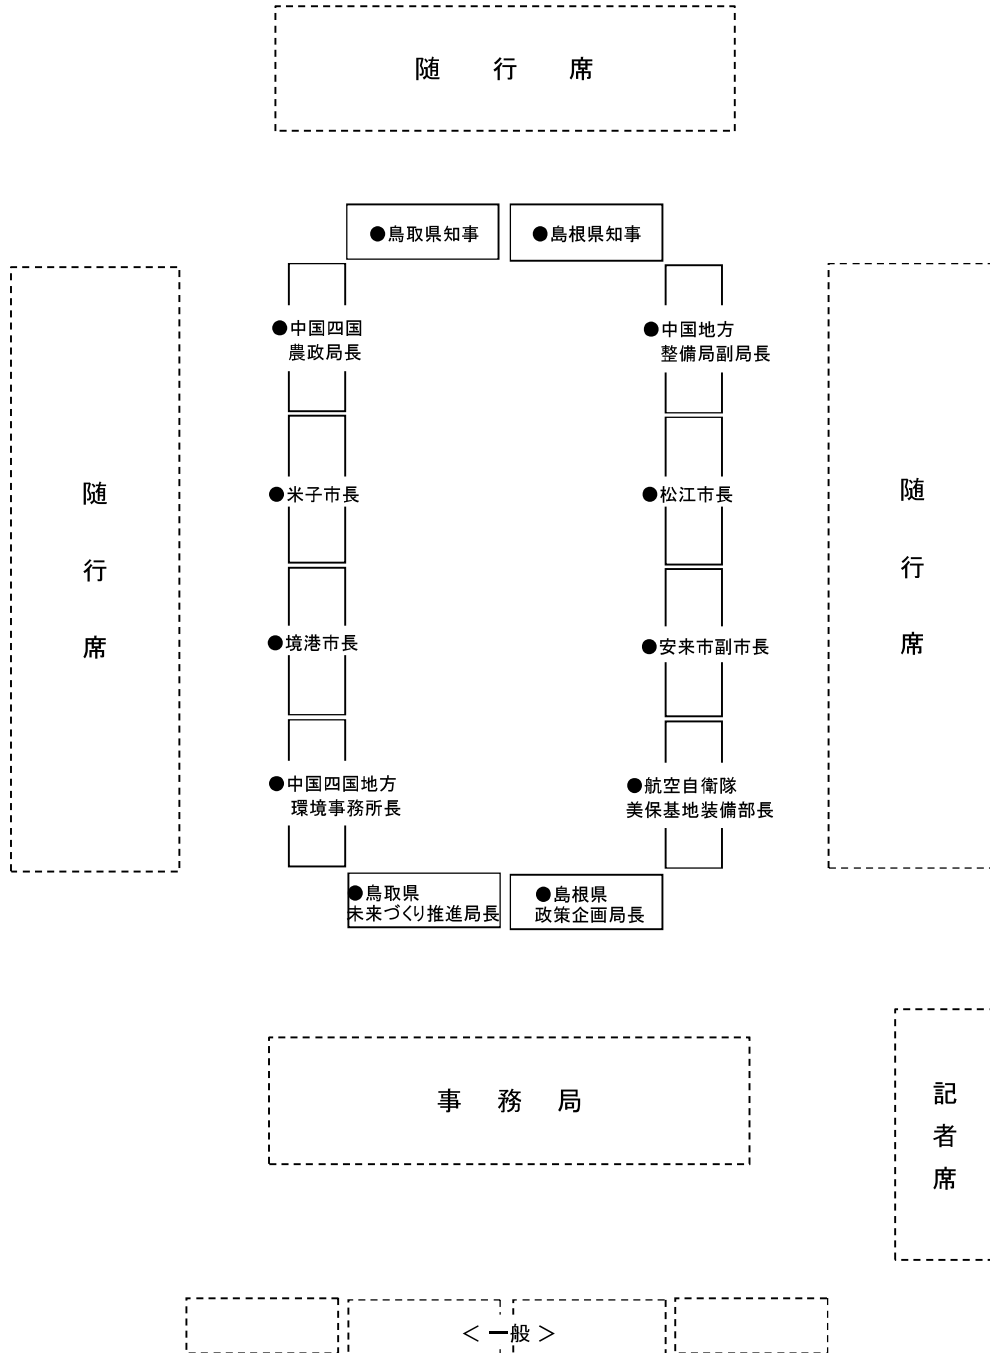 随行席
●鳥取県知事
●島根県知事
●中国四国
農政局長
●中国地方
整備局副局長
随行席
●米子市長
●松江市長
随行席
●境港市長
●安来市副市長
●中国四国地方
環境事務所長
●航空自衛隊
美保基地装備部長
●鳥取県
未来づくり推進局長
●島根県
政策企画局長
事務局
記者席
＜一般＞